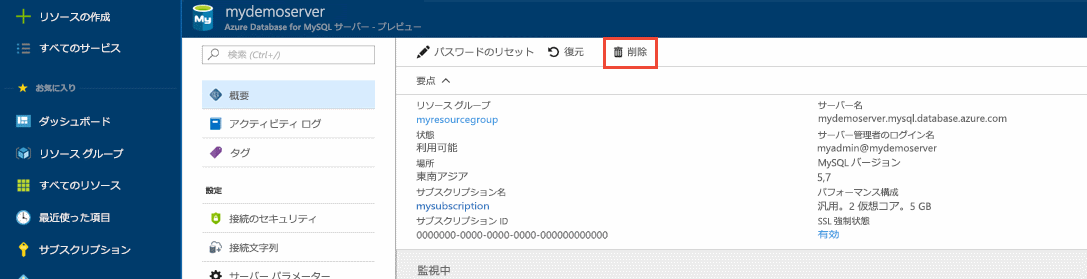 リソースの作成
すべてのサービス
お気に入り
ダッシュボード
リソース グループ
すべてのリソース
最近使った項目
サブスクリプション
My
mydemoserver
Azure Database for MySQL サーバー - プレビュー
検索 (Ctrl+/)
概要
アクティビティ ログ
タグ
設定
接続のセキュリティ
接続文字列
サーバー パラメーター
パスワードのリセット 復元 削除
要点
リソース グループ
myresourcegroup
状態
利用可能
場所
東南アジア
サブスクリプション名
mysubscription
サブスクリプション ID
0000000-0000-0000-0000-000000000000
サーバー名
mydemoserver.mysql.database.azure.com
サーバー管理者のログイン名
myadmin@mydemoserver
MySQL バージョン
5,7
パフォーマンス構成
汎用。2 仮想コア。5 GB
SSL 強制状態
有効
監視中